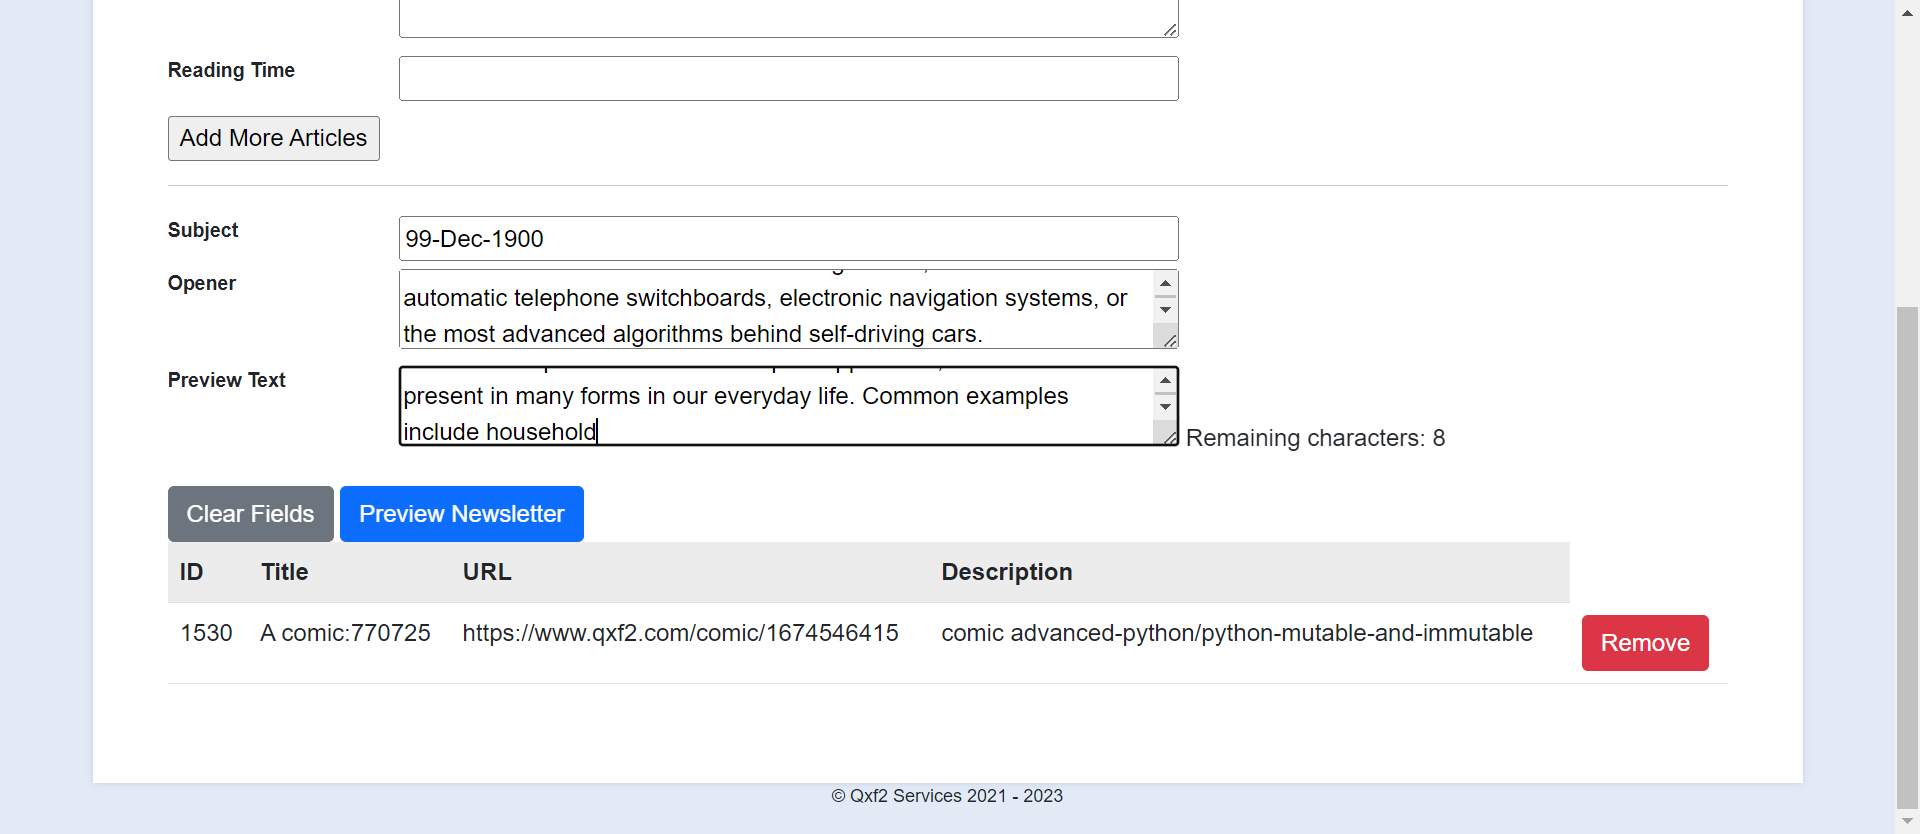 Reading Time
Add More Articles
Subject
99-Dec-1900
Opener
automatic telephone switchboards, electronic navigation systems, or
the most advanced algorithms behind self-driving cars.
Preview Text
present in many forms in our everyday life. Common examples
include household
Remaining characters: 8
Clear Fields Preview Newsletter
ID Title URL Description
1530 A comic:770725 https://www.qxf2.com/comic/1674546415 comic advanced-python/python-mutable-and-immutable Remove
© Qxf2 Services 2021 - 2023